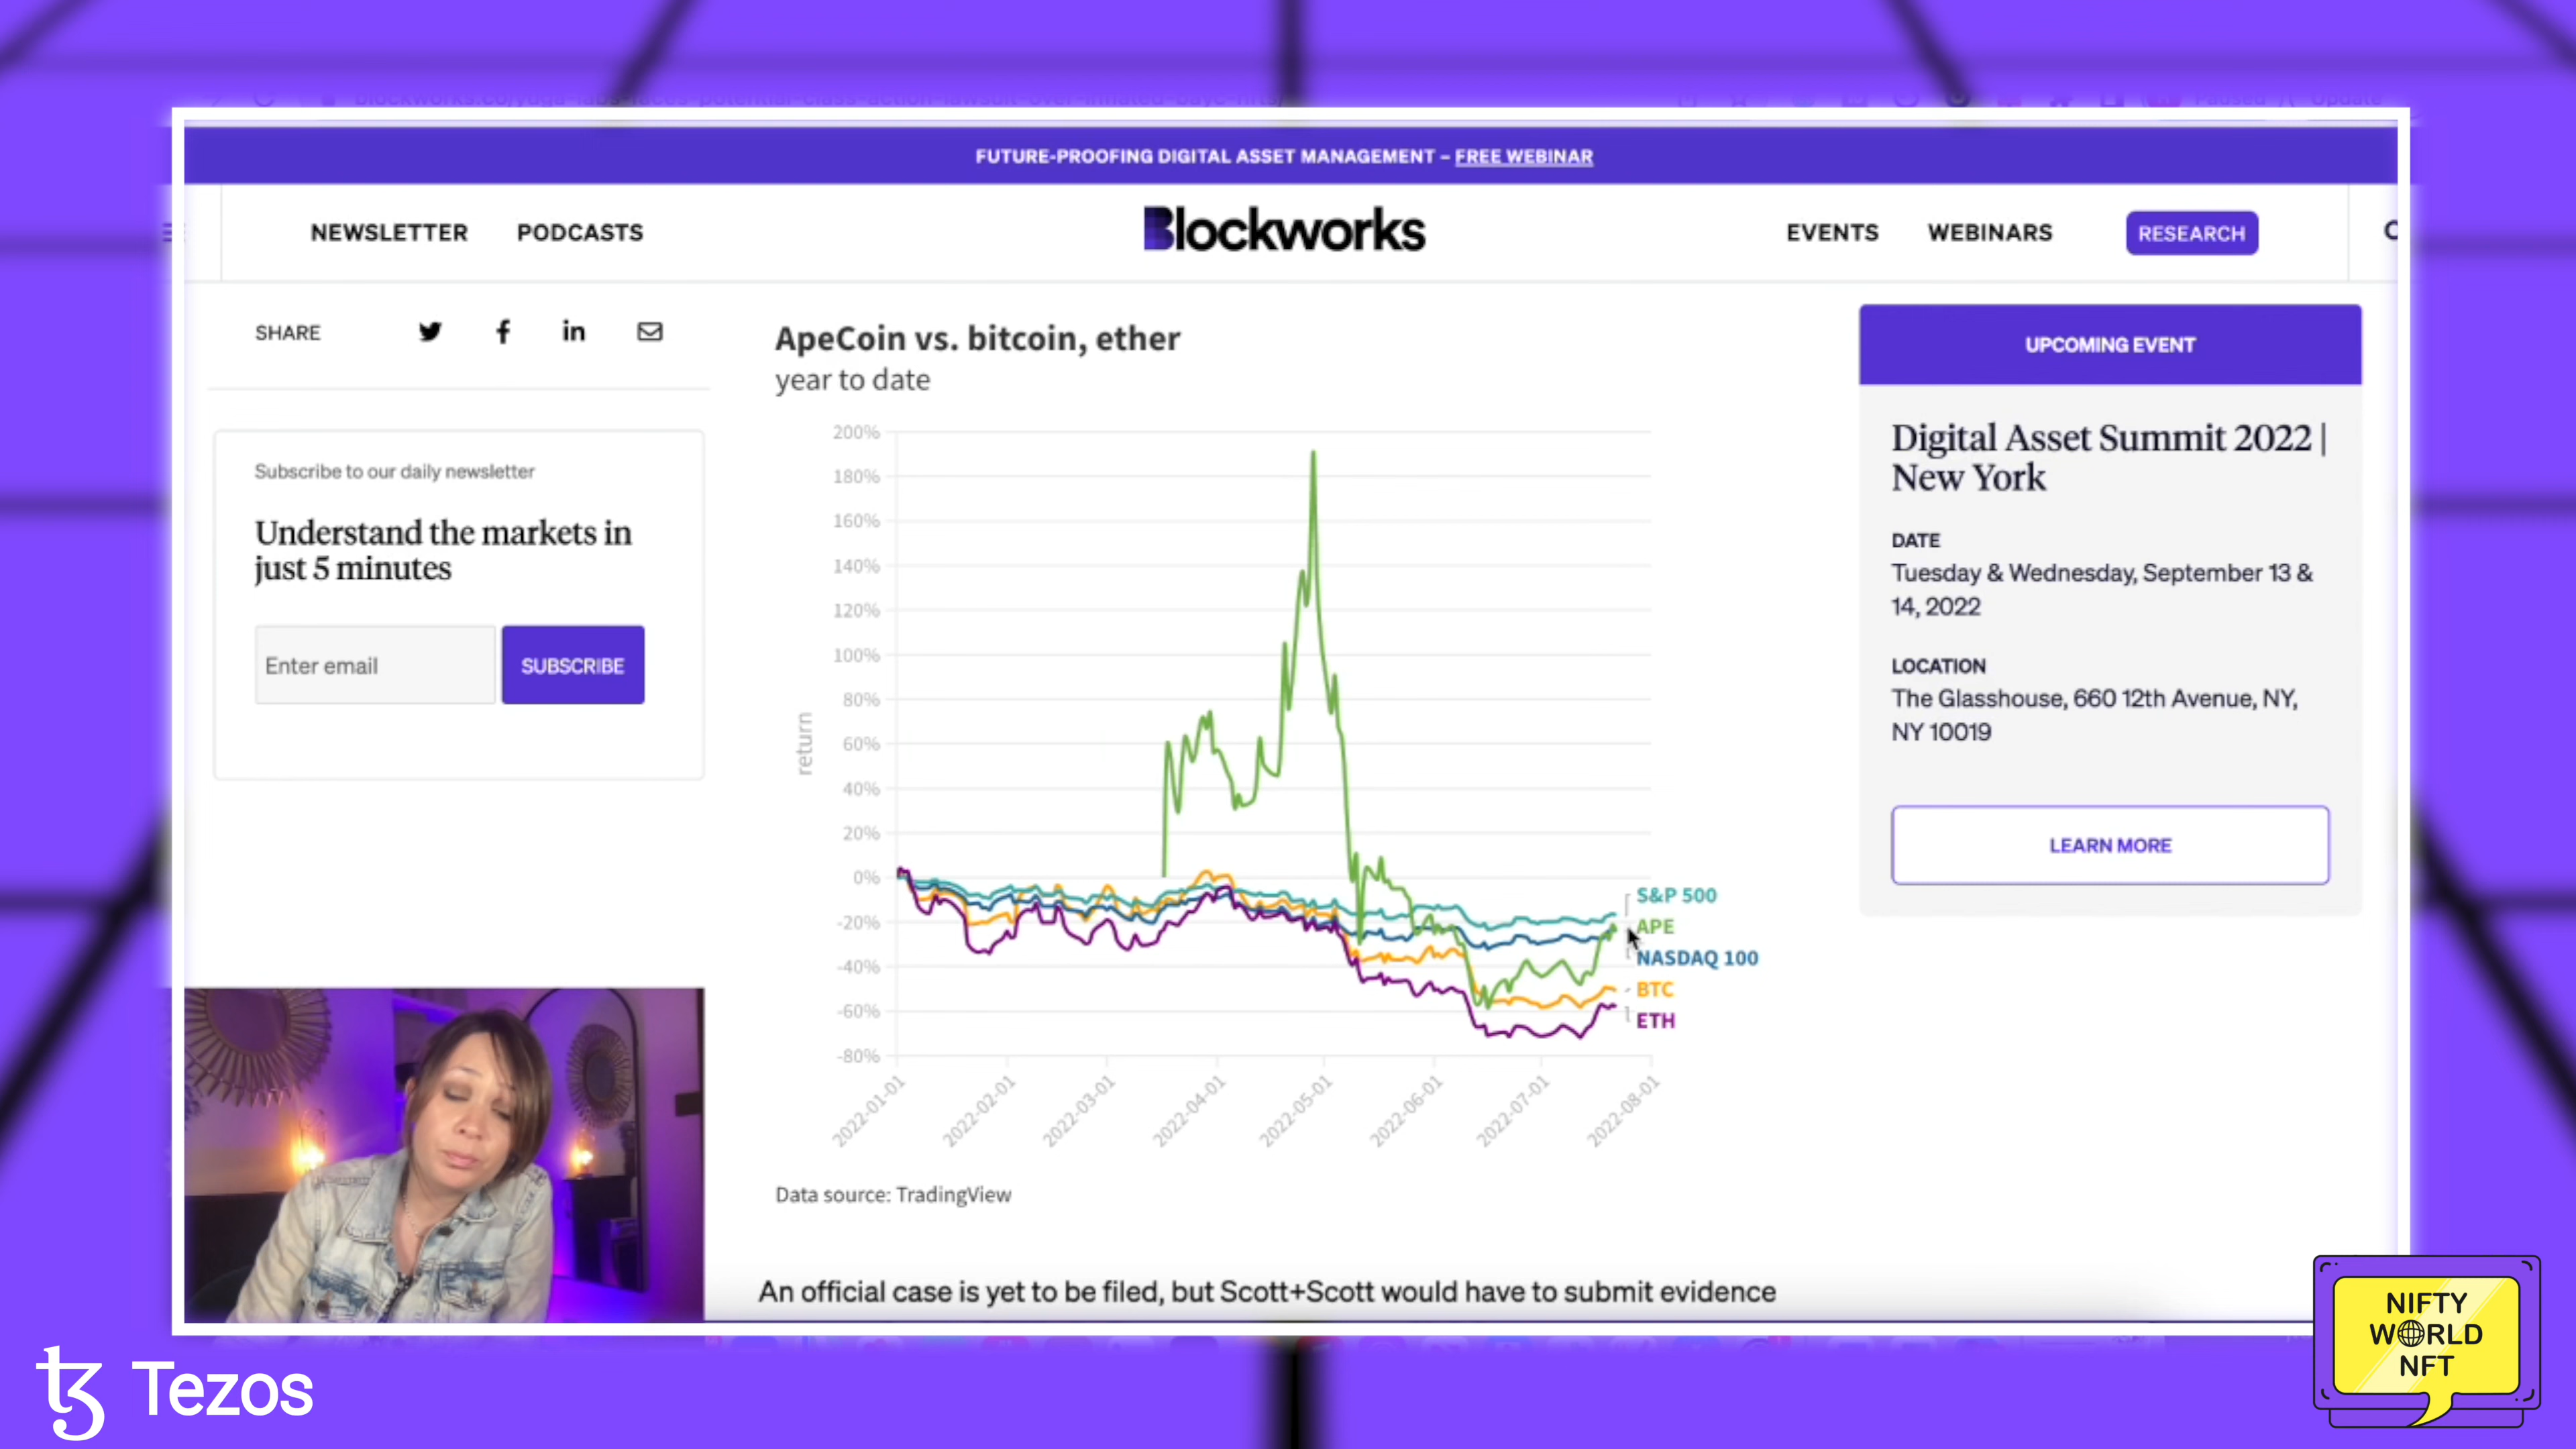 FUTURE-PROOFING DIGITAL ASSET MANAGEMENT – FREE WEBINAR
NEWSLETTER
PODCASTS
Blockworks
EVENTS
WEBINARS
RESEARCH
SHARE
Subscribe to our daily newsletter
Understand the markets in
just 5 minutes
Enter email
SUBSCRIBE
ApeCoin vs. bitcoin, ether
year to date
return
200%
180%
160%
140%
120%
100%
80%
60%
40%
20%
0%
-20%
-40%
-60%
-80%
2022-01-01
2022-02-01
2022-03-01
2022-04-01
2022-05-01
2022-06-01
2022-07-01
2022-08-01
S&P 500
APE
NASDAQ 100
BTC
ETH
Data source: TradingView
An official case is yet to be filed, but Scott+Scott would have to submit evidence
UPCOMING EVENT
Digital Asset Summit 2022 |
New York
DATE
Tuesday & Wednesday, September 13 &
14, 2022
LOCATION
The Glasshouse, 660 12th Avenue, NY,
NY 10019
LEARN MORE
Tezos
NIFTY
WORLD
NFT